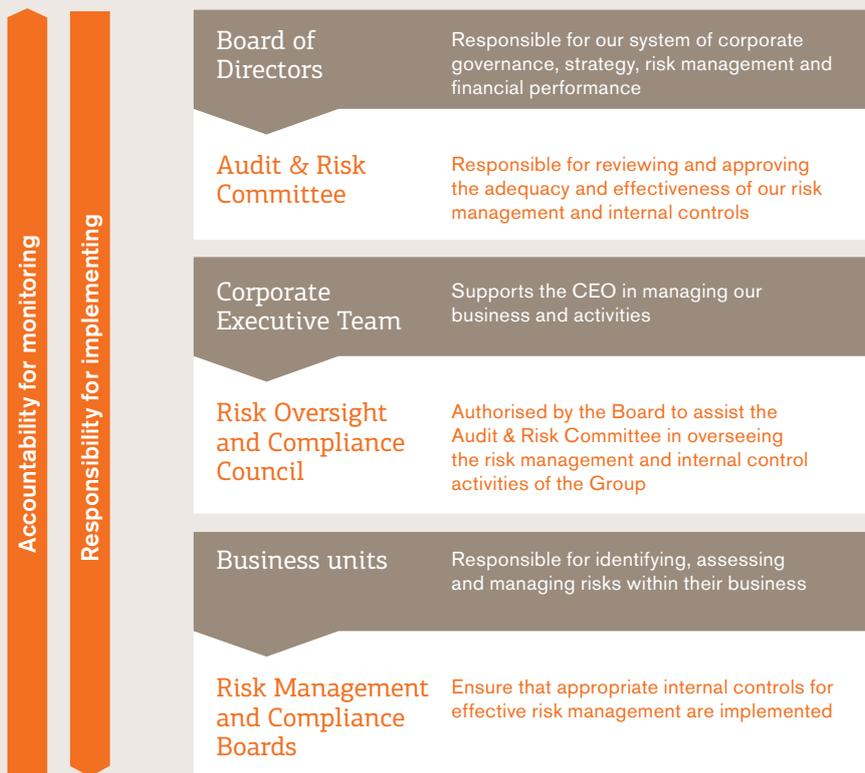 Accountability for monitoring
Responsibility for implementing
Board of
Directors
Responsible for our system of corporate
governance, strategy, risk management and
financial performance
Audit & Risk
Committee
Responsible for reviewing and approving
the adequacy and effectiveness of our risk
management and internal controls
Corporate
Executive Team
Supports the CEO in managing our
business and activities
Risk Oversight
and Compliance
Council
Authorised by the Board to assist the
Audit & Risk Committee in overseeing
the risk management and internal control
activities of the Group
Business units
Responsible for identifying, assessing
and managing risks within their business
Risk Management
and Compliance
Boards
Ensure that appropriate internal controls for
effective risk management are implemented